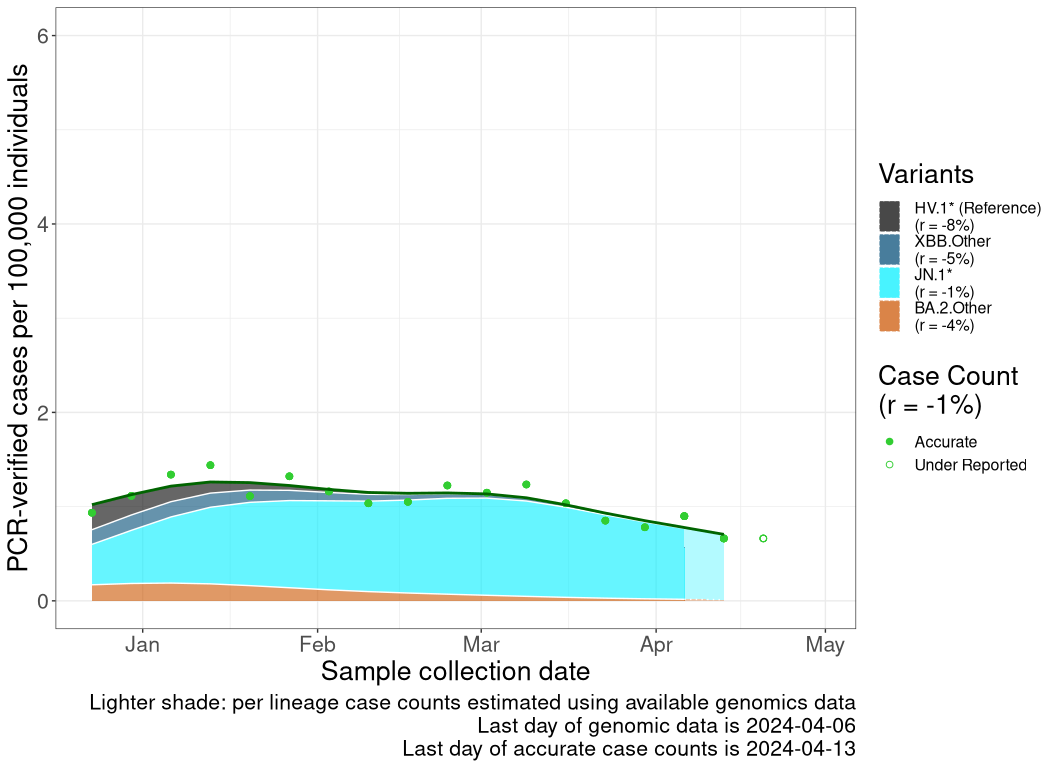 PCR-verified cases per 100,000 individuals
6
4
2
0
Jan
Feb
Mar
Apr
May
Sample collection date
Lighter shade: per lineage case counts estimated using available genomics data
Last day of genomic data is 2024-04-06
Last day of accurate case counts is 2024-04-13
Variants
HV.1* (Reference)
(r = -8%)
XBB.Other
(r = -5%)
JN.1*
(r = -1%)
BA.2.Other
(r = -4%)
Case Count
(r = -1%)
Accurate
Under Reported